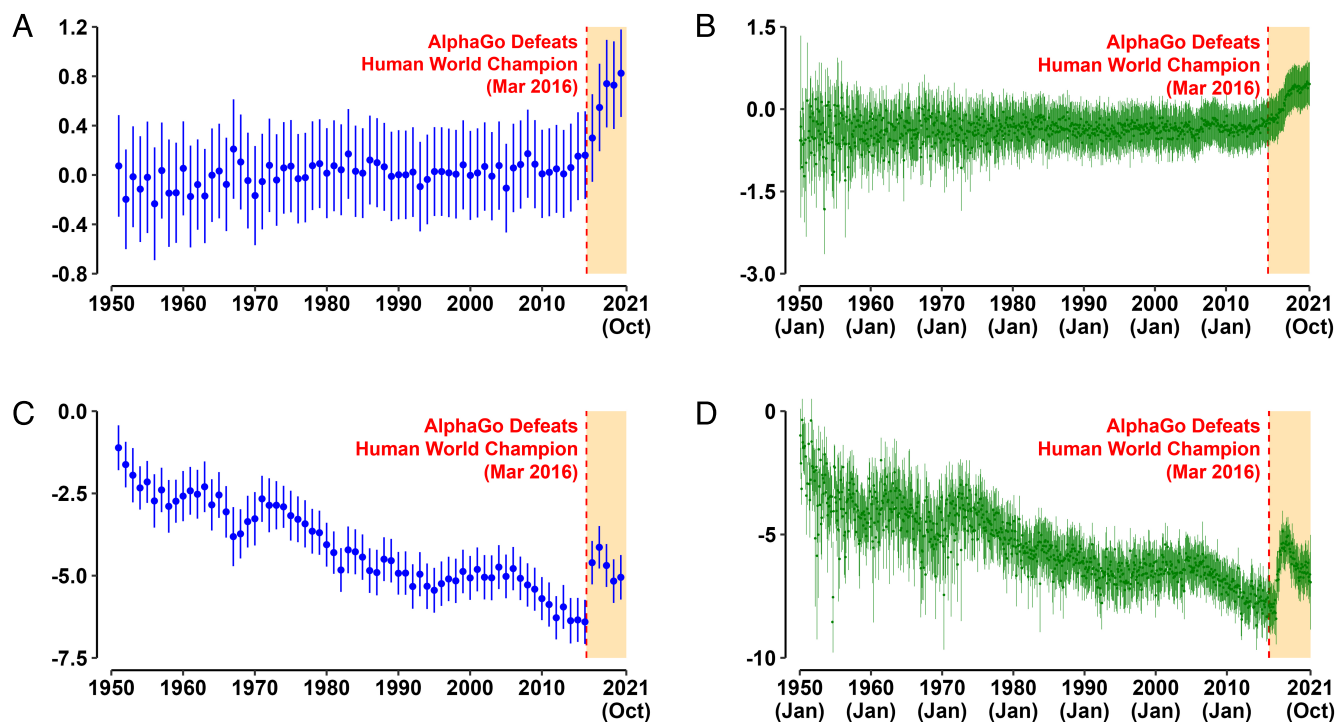 A
1.2
0.8
0.4
0.0
-0.4
-0.8
AlphaGo Defeats
Human World Champion
(Mar 2016)
1950 1960 1970 1980 1990 2000 2010 2021
(Oct)
B
1.5
0.0
-1.5
-3.0
AlphaGo Defeats
Human World Champion
(Mar 2016)
1950 1960 1970 1980 1990 2000 2010 2021
(Jan) (Jan) (Jan) (Jan) (Jan) (Jan) (Jan) (Oct)
C
0.0
-2.5
-5.0
-7.5
AlphaGo Defeats
Human World Champion
(Mar 2016)
1950 1960 1970 1980 1990 2000 2010 2021
(Oct)
D
0
-5
-10
AlphaGo Defeats
Human World Champion
(Mar 2016)
1950 1960 1970 1980 1990 2000 2010 2021
(Jan) (Jan) (Jan) (Jan) (Jan) (Jan) (Jan) (Oct)